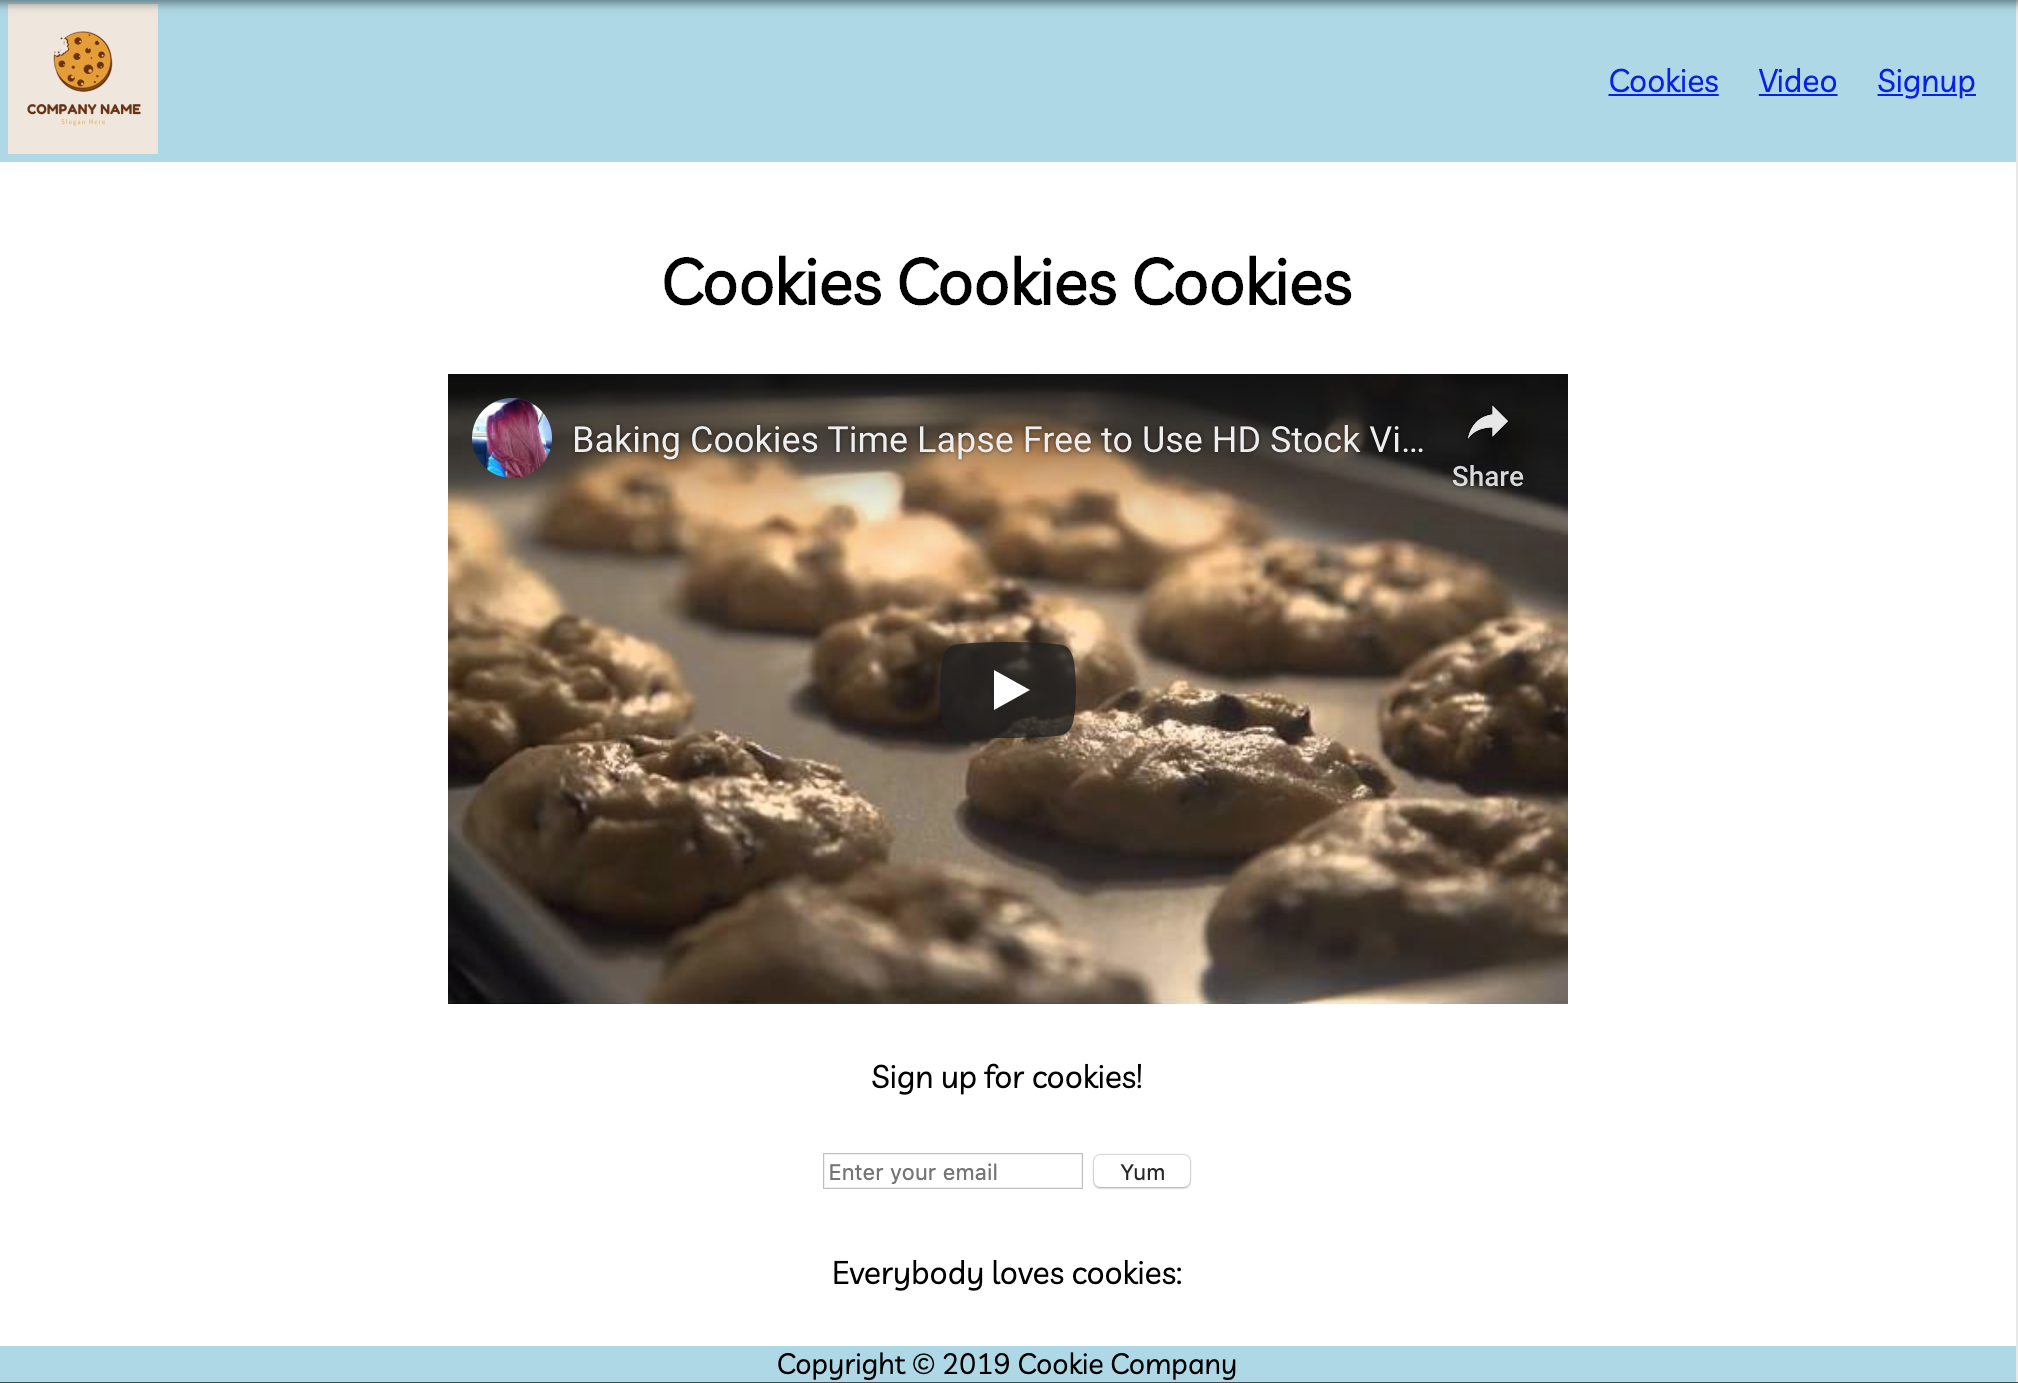 COMPANY NAME
Slogan Here
Cookies Video Signup
Cookies Cookies Cookies
Baking Cookies Time Lapse Free to Use HD Stock Vi...
Share
Sign up for cookies!
Enter your email Yum
Everybody loves cookies:
Copyright © 2019 Cookie Company